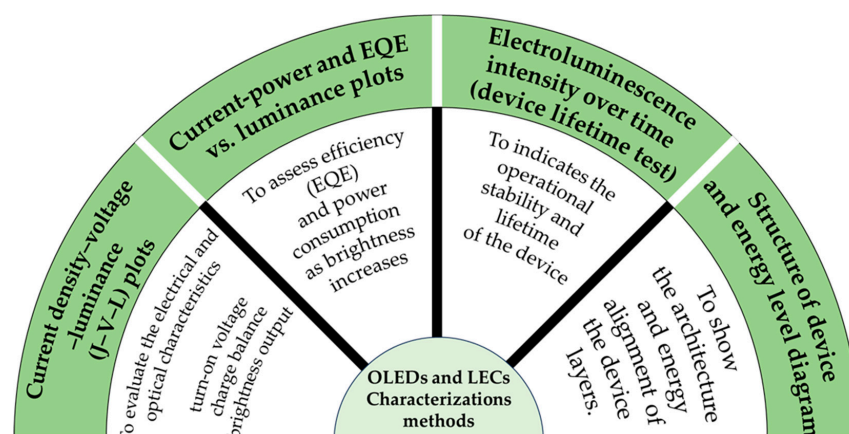 Current density–voltage
–luminance
(J–V–L) plots
To evaluate the electrical and
optical characteristics
turn-on voltage
charge balance
brightness output
Current-power and EQE
vs. luminance plots
To assess efficiency
(EQE)
and power
consumption
as brightness
increases
Electroluminescence
intensity over time
(device lifetime test)
To indicates the
operational
stability and
lifetime
of the device
Structure of device
and energy level diagram
To show
the architecture
and energy
alignment of
the device
layers.
OLEDs and LECs
Characterizations
methods